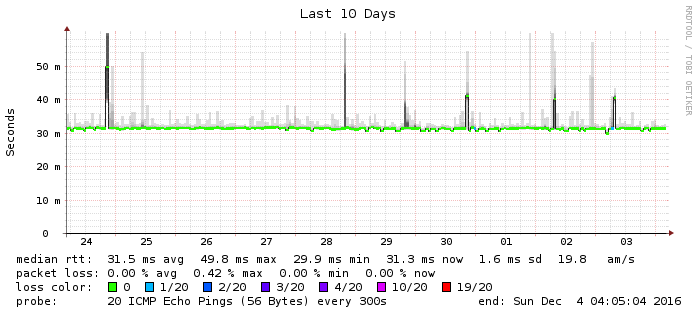 Last 10 Days
RRDTOOL / TOBI OETIKER
Seconds
50 m
40 m
30 m
20 m
10 m
0
24 25 26 27 28 29 30 01 02 03
median rtt: 31.5 ms avg 49.8 ms max 29.9 ms min 31.3 ms now 1.6 ms sd 19.8 am/s
packet loss: 0.00 % avg 0.42 % max 0.00 % min 0.00 % now
loss color: 0 1/20 2/20 3/20 4/20 10/20 19/20
probe: 20 ICMP Echo Pings (56 Bytes) every 300s end: Sun Dec 4 04:05:04 2016